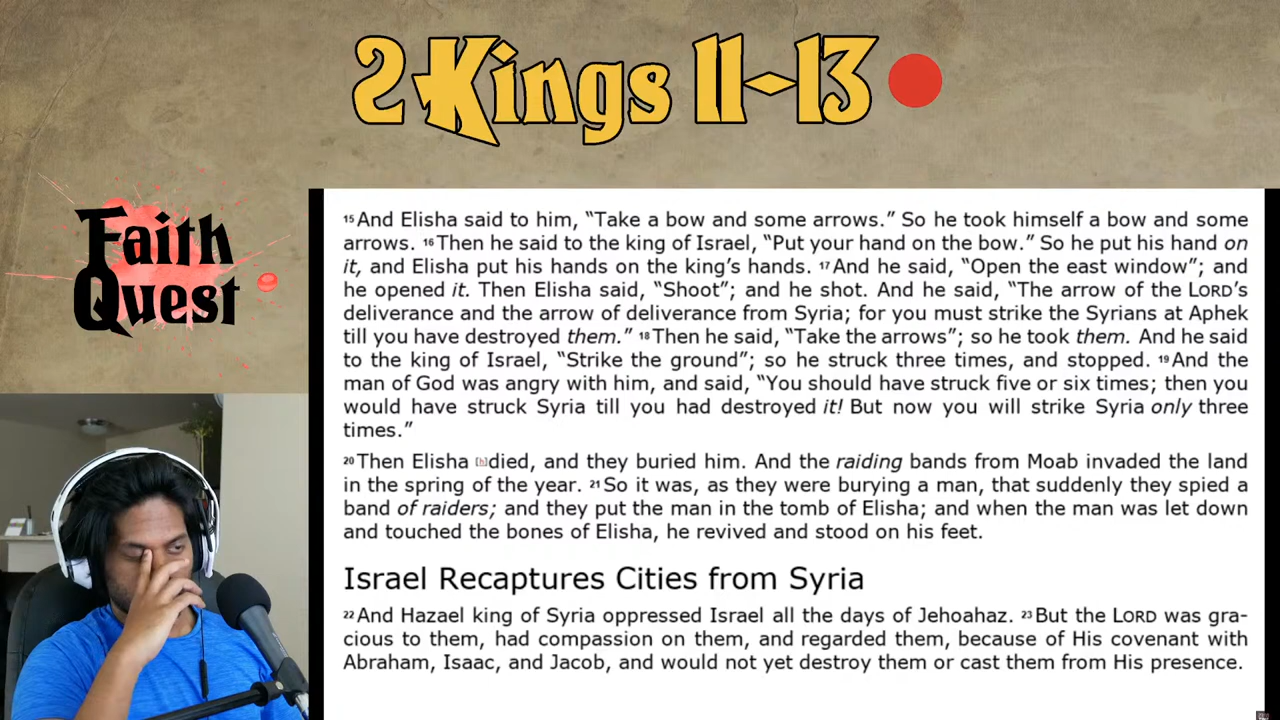 2 Kings 11-13
Faith
Quest
15 And Elisha said to him, “Take a bow and some arrows.” So he took himself a bow and some
arrows. 16 Then he said to the king of Israel, “Put your hand on the bow.” So he put his hand on
it, and Elisha put his hands on the king’s hands. 17 And he said, “Open the east window”; and
he opened it. Then Elisha said, “Shoot”; and he shot. And he said, “The arrow of the LORD’s
deliverance and the arrow of deliverance from Syria; for you must strike the Syrians at Aphek
till you have destroyed them.” 18 Then he said, “Take the arrows”; so he took them. And he said
to the king of Israel, “Strike the ground”; so he struck three times, and stopped. 19 And the
man of God was angry with him, and said, “You should have struck five or six times; then you
would have struck Syria till you had destroyed it! But now you will strike Syria only three
times.”
20 Then Elisha [h]died, and they buried him. And the raiding bands from Moab invaded the land
in the spring of the year. 21 So it was, as they were burying a man, that suddenly they spied a
band of raiders; and they put the man in the tomb of Elisha; and when the man was let down
and touched the bones of Elisha, he revived and stood on his feet.
Israel Recaptures Cities from Syria
22 And Hazael king of Syria oppressed Israel all the days of Jehoahaz. 23 But the LORD was gra-
cious to them, had compassion on them, and regarded them, because of His covenant with
Abraham, Isaac, and Jacob, and would not yet destroy them or cast them from His presence.